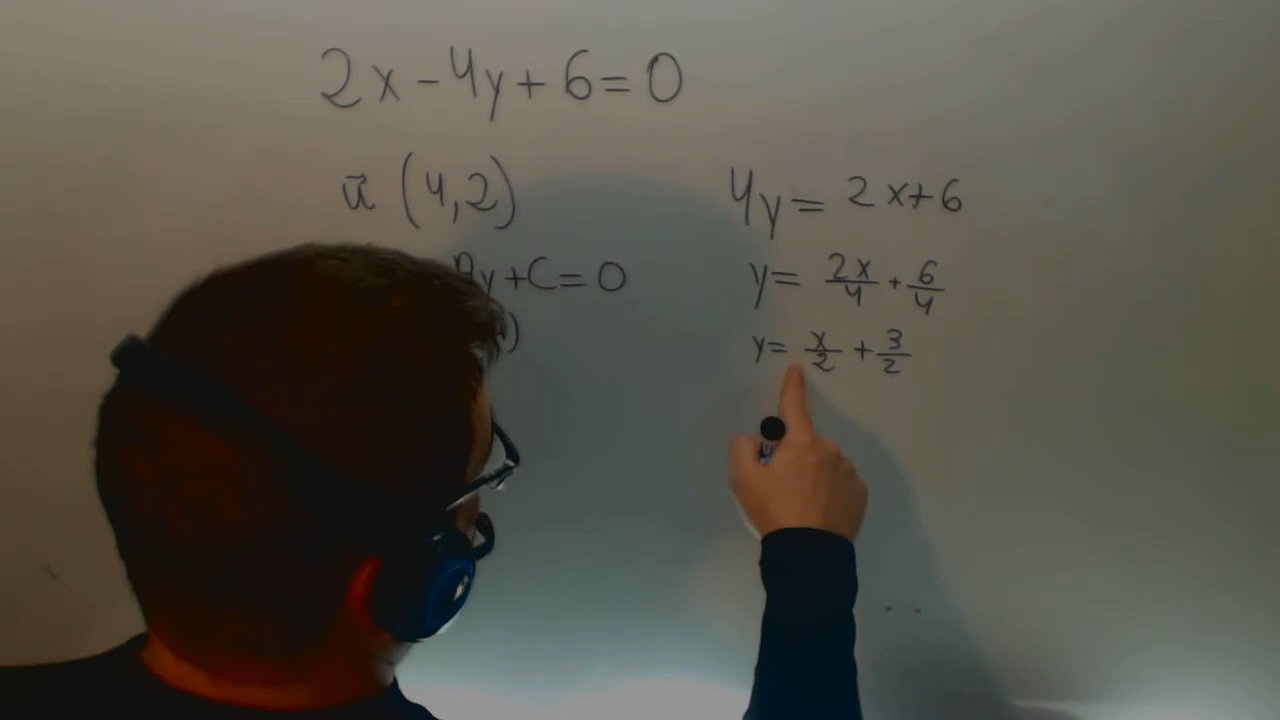 2x-4y+6=0
u⃗ (4,2)
By+C=0
)
4y= 2x+6
y= 2x/4 + 6/4
y= x/2 + 3/2